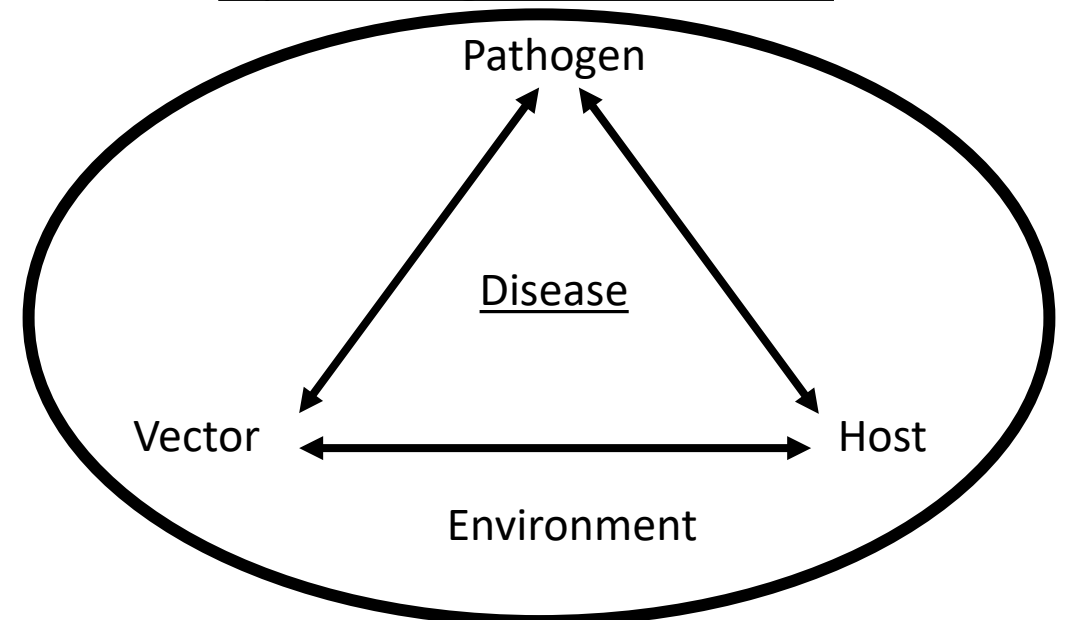 Pathogen
Disease
Vector
Host
Environment